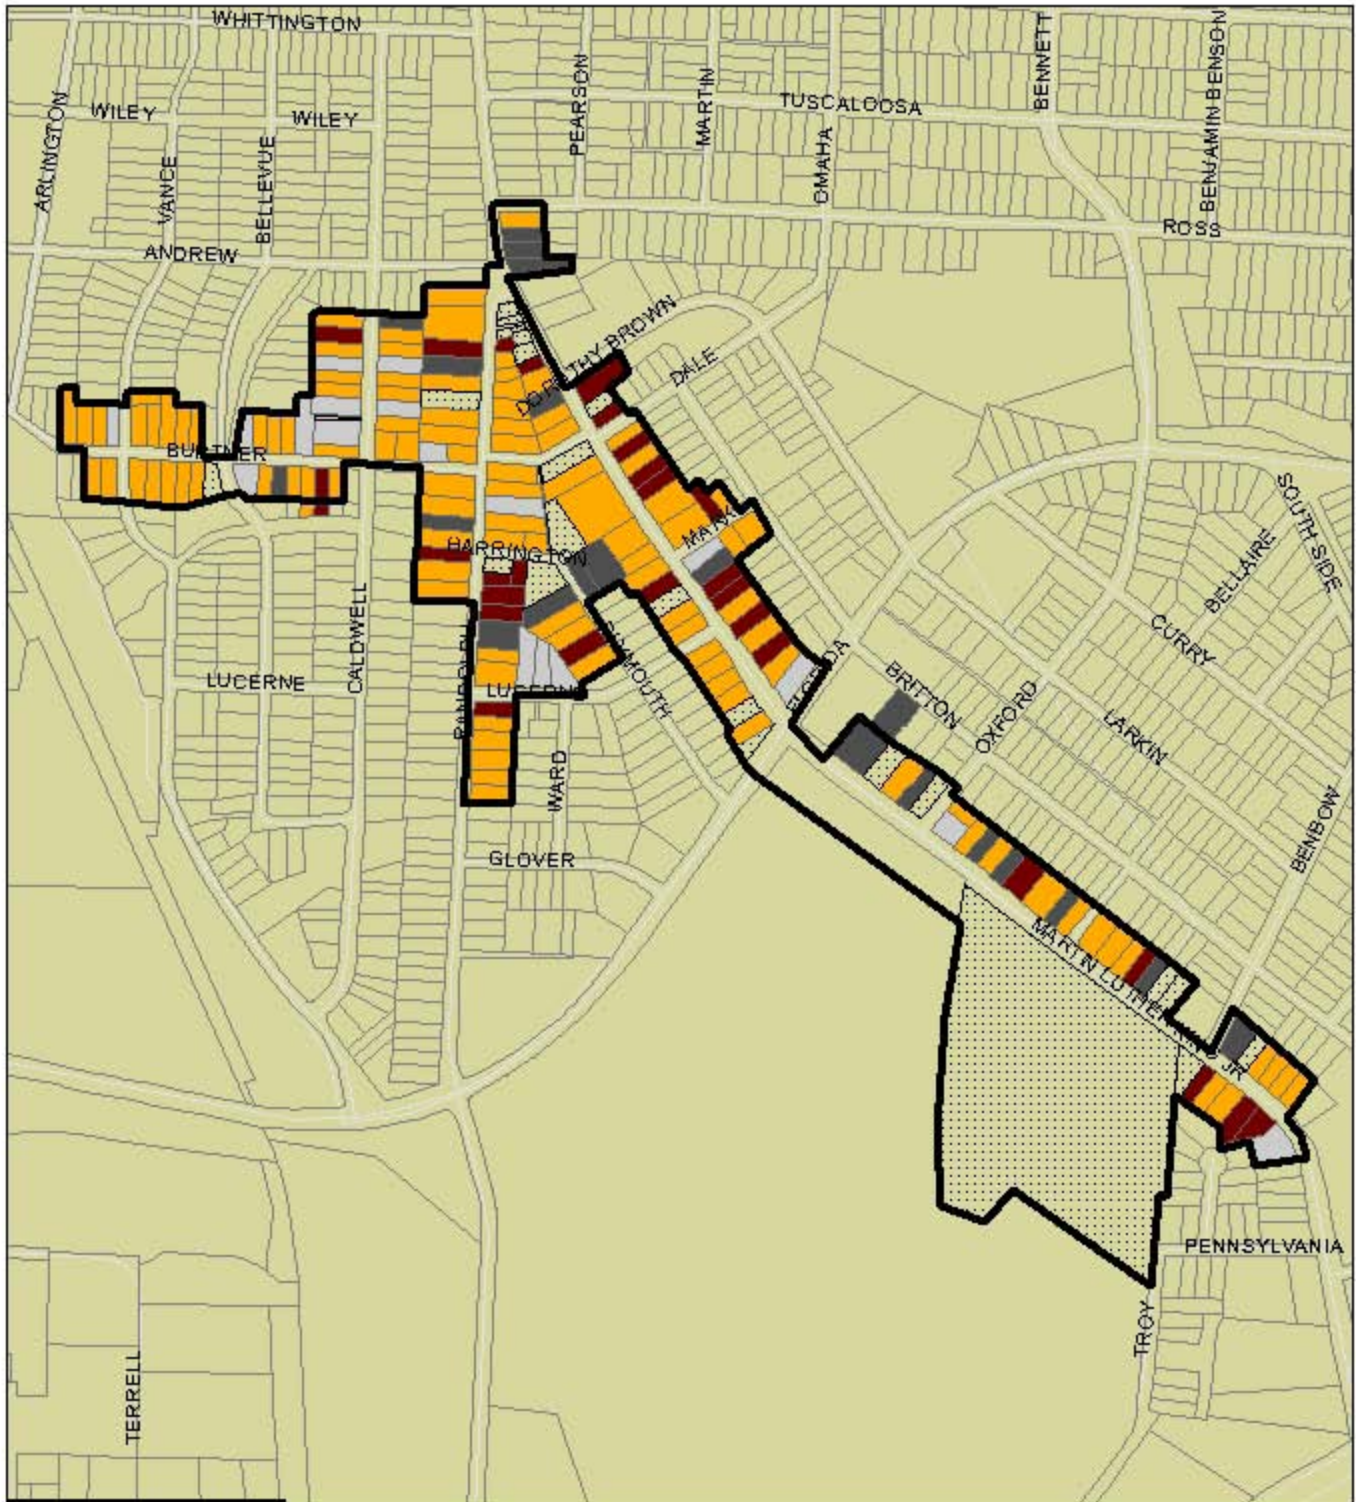 WHITTINGTON
BENNETT
BENJAMIN BENSON
PEARSON
MARTIN
TUSCALOOSA
ARLINGTON
WILEY
WILEY
OMAHA
VANCE
BELLEVUE
ROSS
ANDREW
DOROTHY BROWN
DALE
BURTNER
SOUTH SIDE
HARRINGTON
BELLAIRE
CALDWELL
CURRY
FLORIDA
LUCERNE
LUCERNE
BRITTON
OXFORD
LARKIN
WARD
BENBOW
GLOVER
MARTIN LUTHER KING JR
PENNSYLVANIA
TROY
TERRELL